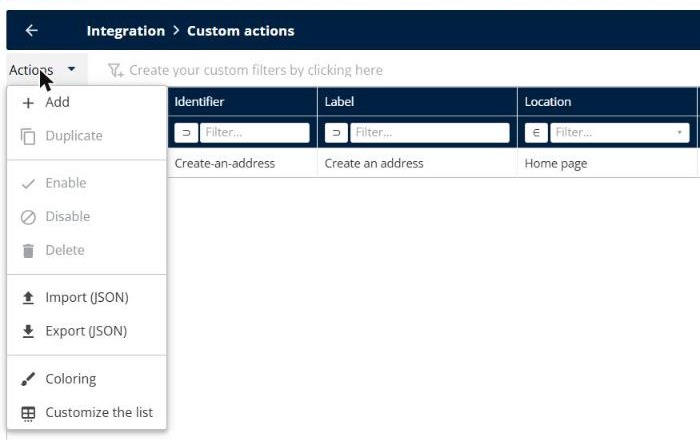 Integration > Custom actions
Actions
Create your custom filters by clicking here
Identifier
Label
Location
⊃ Filter...
⊃ Filter...
∈ Filter...
Create-an-address
Create an address
Home page
Add
Duplicate
Enable
Disable
Delete
Import (JSON)
Export (JSON)
Coloring
Customize the list